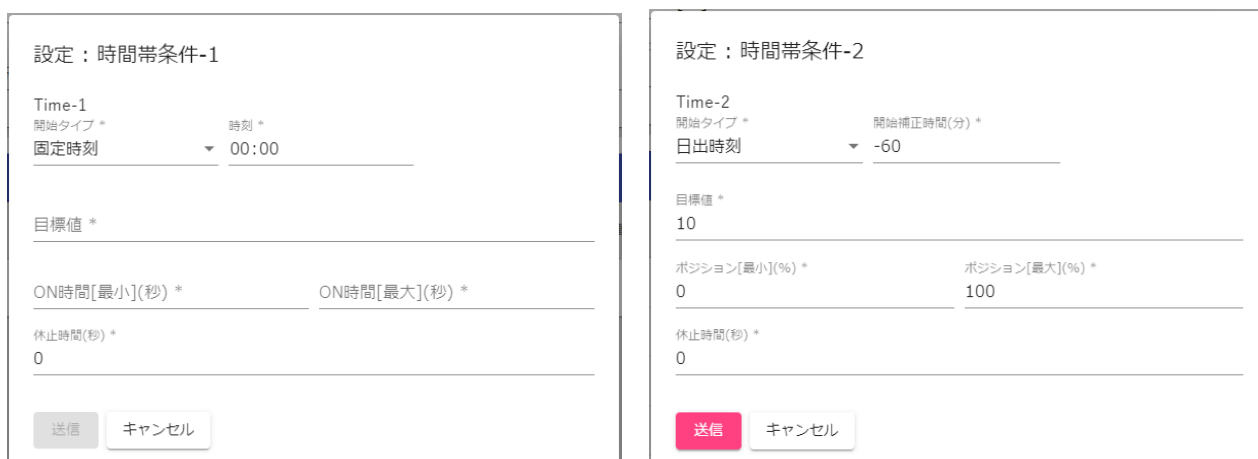 設定：時間帯条件-1
Time-1
開始タイプ * 時刻 *
固定時刻 00:00
目標値 *
ON時間[最小](秒) * ON時間[最大](秒) *
休止時間(秒) *
0
送信 キャンセル
設定：時間帯条件-2
Time-2
開始タイプ * 開始補正時間(分) *
日出時刻 -60
目標値 *
10
ポジション[最小](%) * ポジション[最大](%) *
0 100
休止時間(秒) *
0
送信 キャンセル